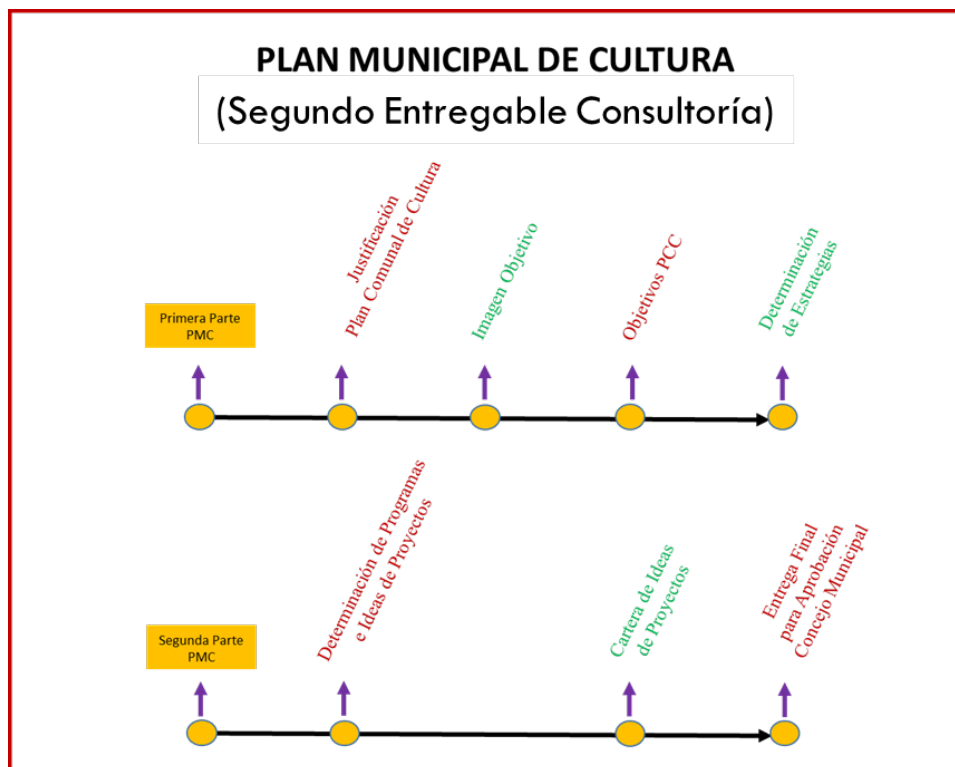 PLAN MUNICIPAL DE CULTURA
(Segundo Entregable Consultoría)
Primera Parte
PMC
Justificación
Plan Comunal de Cultura
Imagen Objetivo
Objetivos PCC
Determinación
de Estrategias
Segunda Parte
PMC
Determinación de Programas
e Ideas de Proyectos
Cartera de Ideas
de Proyectos
Entrega Final
para Aprobación
Concejo Municipal